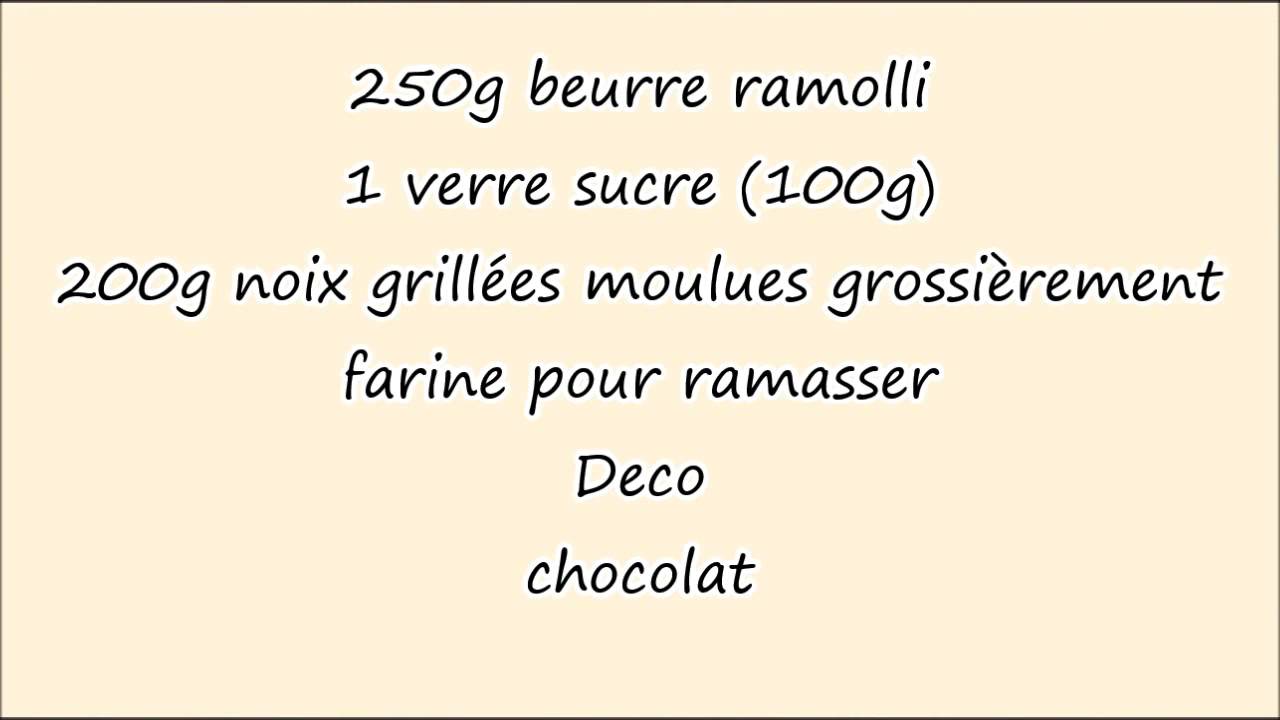 250g beurre ramolli
1 verre sucre (100g)
200g noix grillées moulues grossièrement
farine pour ramasser
Deco
chocolat